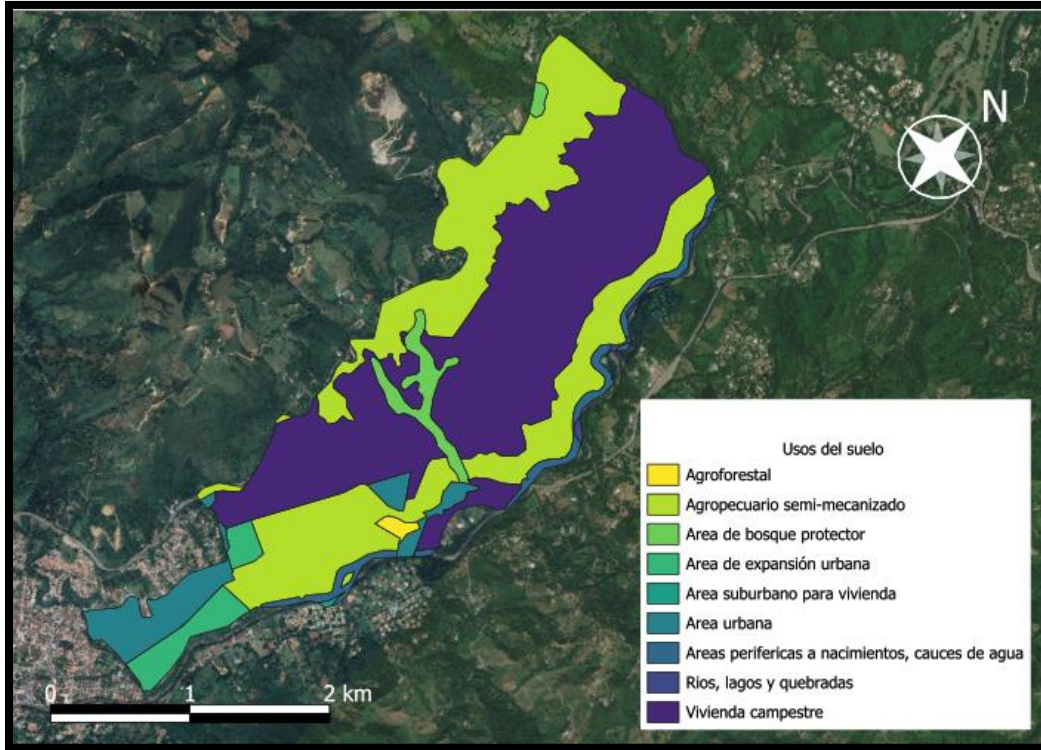 N
Usos del suelo
Agroforestal
Agropecuario semi-mecanizado
Area de bosque protector
Area de expansión urbana
Area suburbano para vivienda
Area urbana
Areas perifericas a nacimientos, cauces de agua
Rios, lagos y quebradas
Vivienda campestre
0 1 2 km